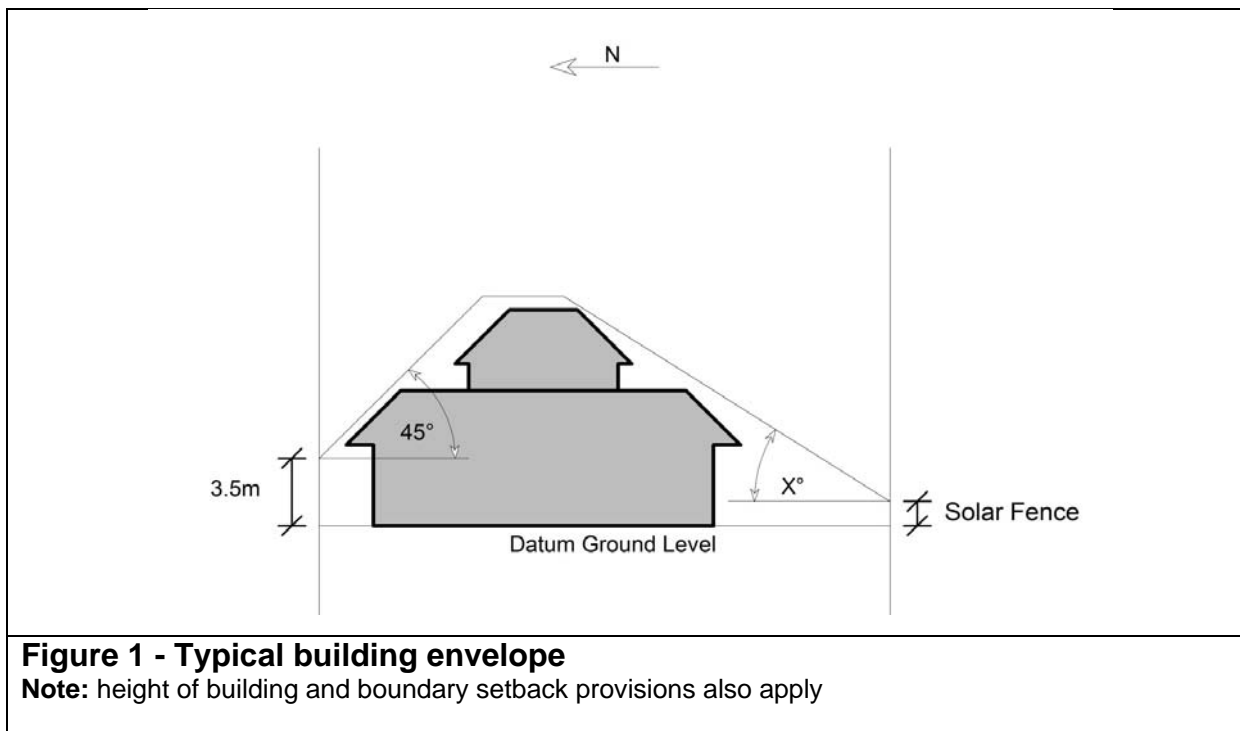 N
45°
3.5m
X°
Solar Fence
Datum Ground Level
Figure 1 - Typical building envelope
Note: height of building and boundary setback provisions also apply